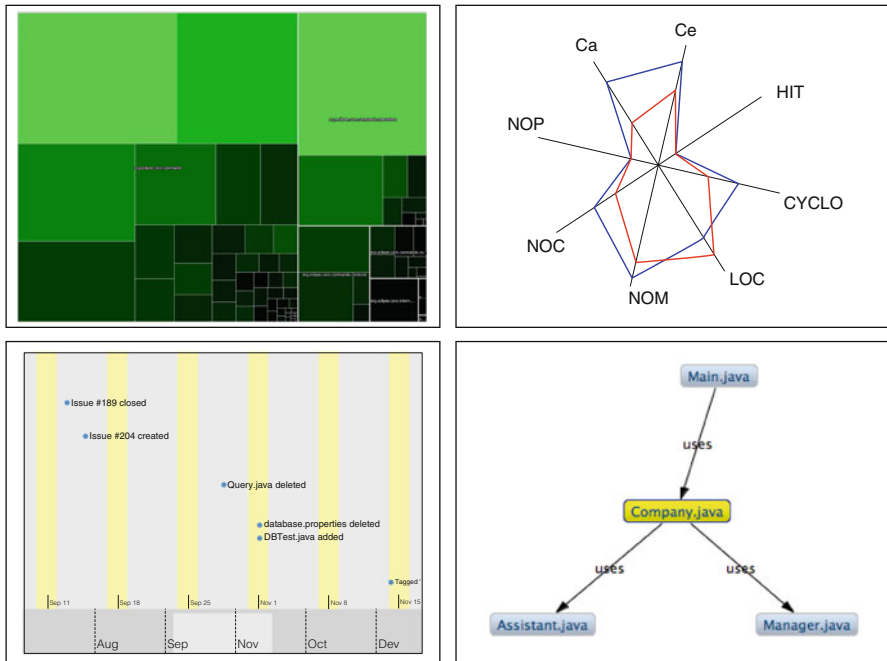 Ca
Ce
HIT
NOP
CYCLO
NOC
LOC
NOM
Issue #189 closed
Issue #204 created
Query.java deleted
database.properties deleted
DBTest.java added
Tagged
Sep 11
Sep 18
Sep 25
Nov 1
Nov 8
Nov 15
Aug
Sep
Nov
Oct
Dev
Main.java
uses
Company.java
uses
uses
Assistant.java
Manager.java